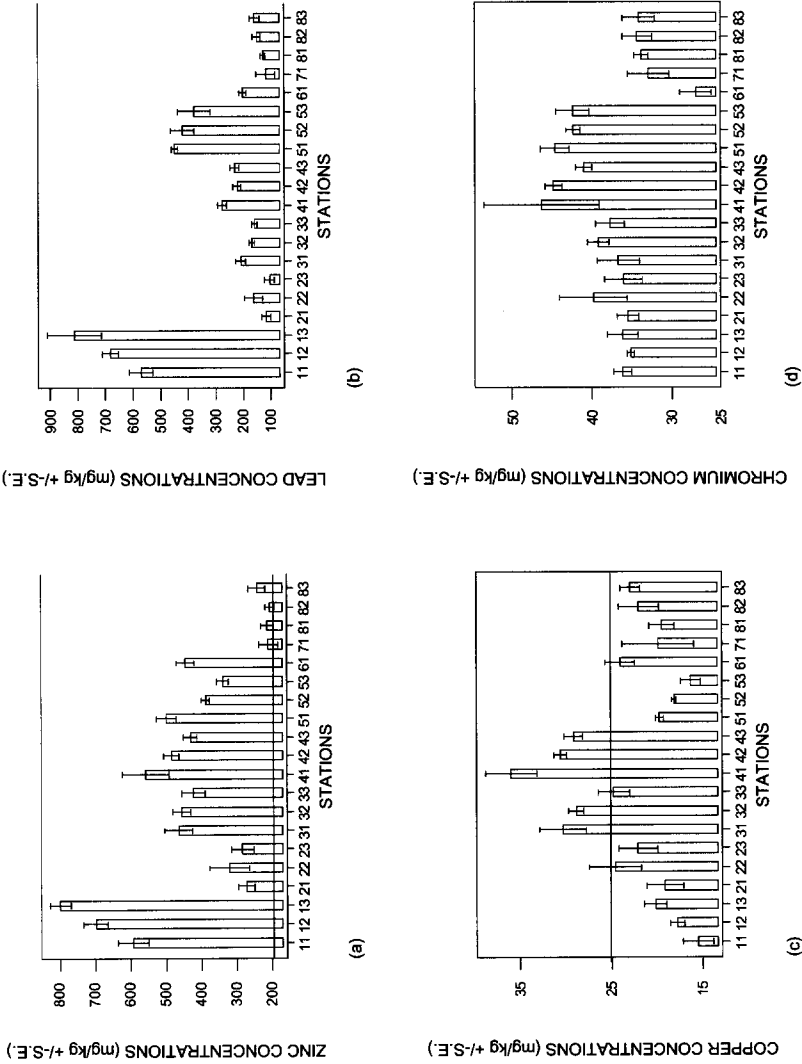 ZINC CONCENTRATIONS (mg/kg +/-S.E.)
800
700
600
500
400
300
200
11 12 13 21 22 23 31 32 33 41 42 43 51 52 53 61 71 81 82 83
STATIONS
(a)
LEAD CONCENTRATIONS (mg/kg +/-S.E.)
900
800
700
600
500
400
300
200
100
11 12 13 21 22 23 31 32 33 41 42 43 51 52 53 61 71 81 82 83
STATIONS
(b)
COPPER CONCENTRATIONS (mg/kg +/-S.E.)
35
25
15
11 12 13 21 22 23 31 32 33 41 42 43 51 52 53 61 71 81 82 83
STATIONS
(c)
CHROMIUM CONCENTRATIONS (mg/kg +/-S.E.)
50
40
30
25
11 12 13 21 22 23 31 32 33 41 42 43 51 52 53 61 71 81 82 83
STATIONS
(d)